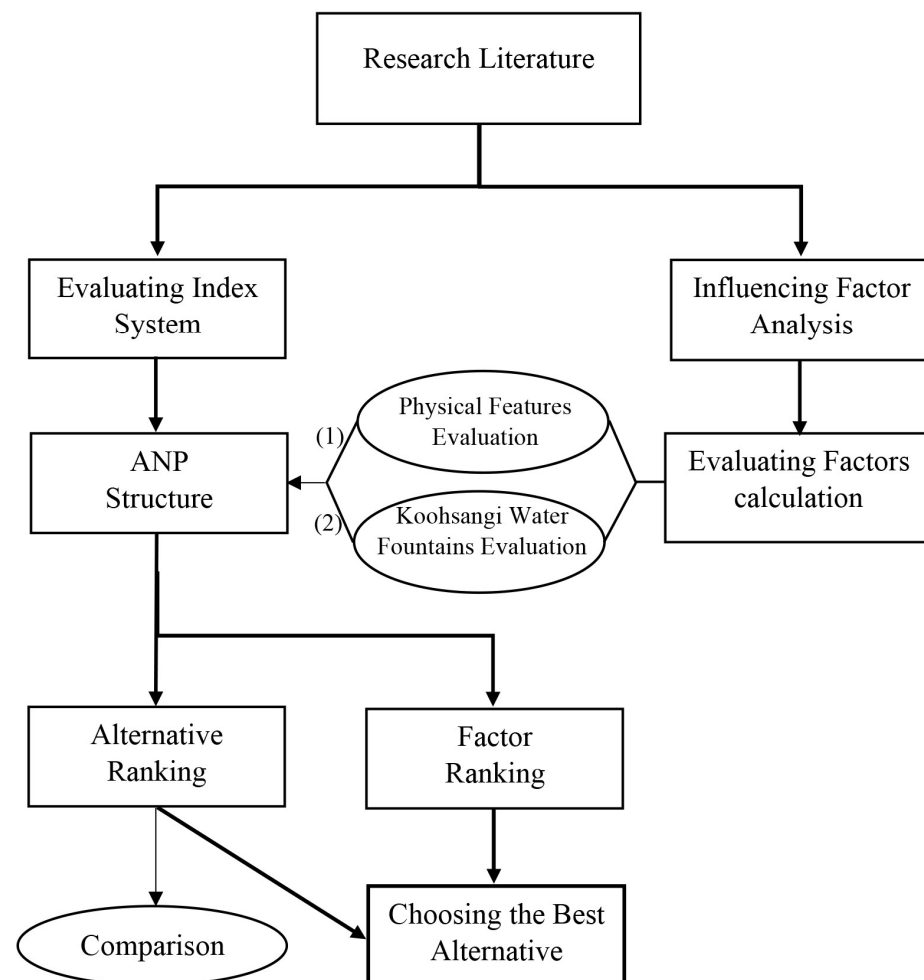 Research Literature
Evaluating Index
System
Influencing Factor
Analysis
Physical Features
Evaluation
(1)
ANP
Structure
Evaluating Factors
calculation
(2)
Koohsangi Water
Fountains Evaluation
Alternative
Ranking
Factor
Ranking
Comparison
Choosing the Best
Alternative